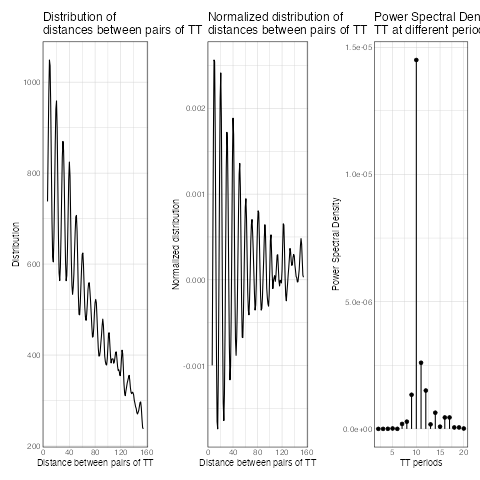 Distribution of
distances between pairs of TT
Normalized distribution of
distances between pairs of TT
Power Spectral Den
TT at different perio
Distribution
1000
800
600
400
200
0 40 80 120 160
Distance between pairs of TT
Normalized distribution
0.002
0.001
0.000
-0.001
0 40 80 120 160
Distance between pairs of TT
Power Spectral Density
1.5e-05
1.0e-05
5.0e-06
0.0e+00
5 10 15 20
TT periods